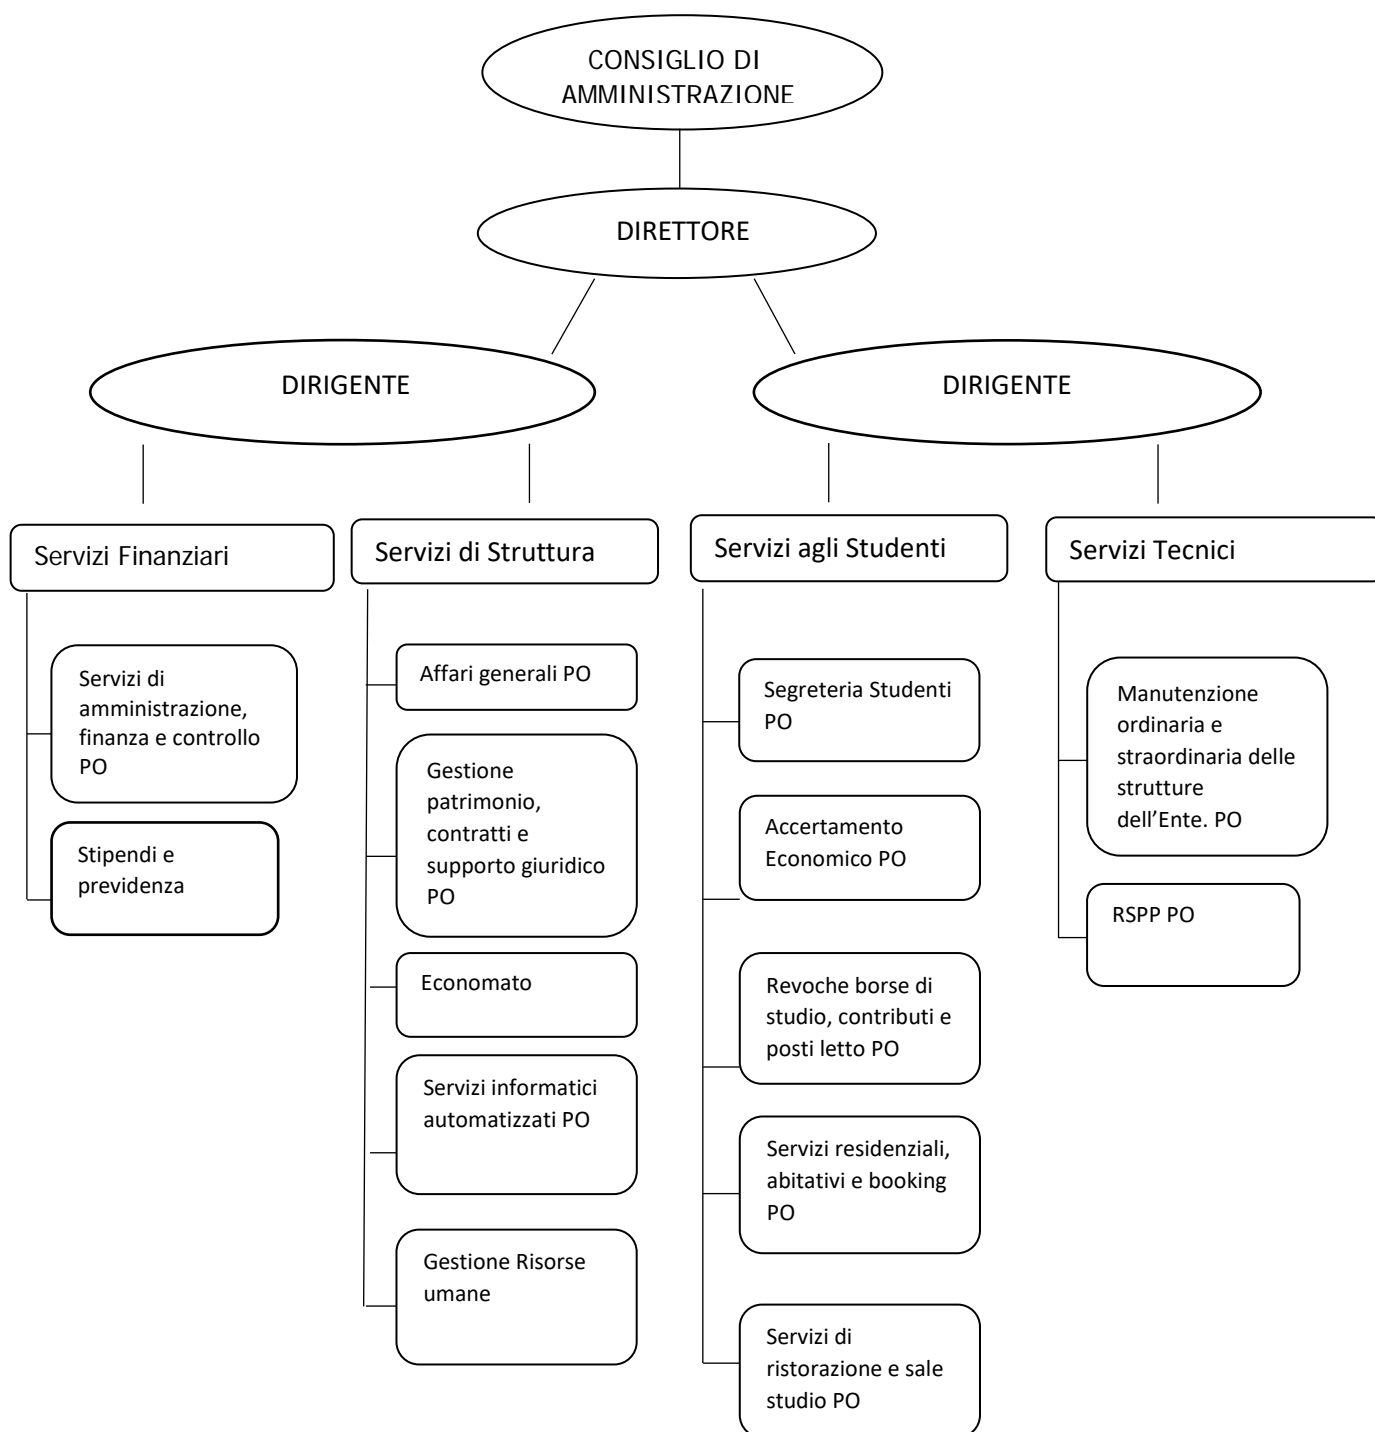 CONSIGLIO DI
AMMINISTRAZIONE
DIRETTORE
DIRIGENTE
DIRIGENTE
Servizi Finanziari
Servizi di Struttura
Servizi agli Studenti
Servizi Tecnici
Servizi di
amministrazione,
finanza e controllo
PO
Stipendi e
previdenza
Affari generali PO
Gestione
patrimonio,
contratti e
supporto giuridico
PO
Economato
Servizi informatici
automatizzati PO
Gestione Risorse
umane
Segreteria Studenti
PO
Accertamento
Economico PO
Revoche borse di
studio, contributi e
posti letto PO
Servizi residenziali,
abitativi e booking
PO
Servizi di
ristorazione e sale
studio PO
Manutenzione
ordinaria e
straordinaria delle
strutture
dell’Ente. PO
RSPP PO